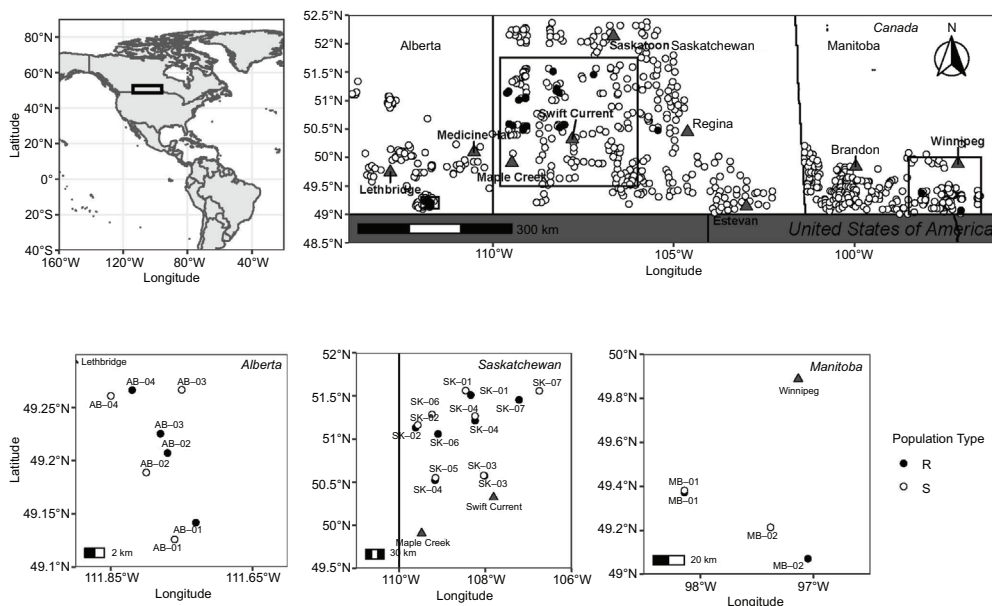 80°N
60°N
40°N
20°N
0°
20°S
40°S
Latitude
160°W 120°W 80°W 40°W
Longitude
52.5°N
52°N
51.5°N
51°N
50.5°N
50°N
49.5°N
49°N
48.5°N
Alberta
Saskatoon
Saskatchewan
Manitoba
Canada
N
Swift Current
Medicine Hat
Regina
Maple Creek
Lethbridge
Brandon
Winnipeg
Estevan
300 km
United States of America
110°W 105°W 100°W
Longitude
Lethbridge
Alberta
AB–04
AB–03
AB–04
AB–03
AB–02
AB–02
AB–01
AB–01
2 km
49.25°N
49.2°N
49.15°N
49.1°N
Latitude
111.85°W 111.65°W
Longitude
52°N
51.5°N
51°N
50.5°N
50°N
49.5°N
Saskatchewan
SK–01
SK–01
SK–07
SK–06
SK–04
SK–07
SK–02
SK–02
SK–06
SK–04
SK–05
SK–03
SK–04
SK–03
Swift Current
Maple Creek
30 km
110°W 108°W 106°W
Longitude
50°N
49.8°N
49.6°N
49.4°N
49.2°N
49°N
Manitoba
Winnipeg
MB–01
MB–01
MB–02
MB–02
20 km
98°W 97°W
Longitude
Population Type
R
S